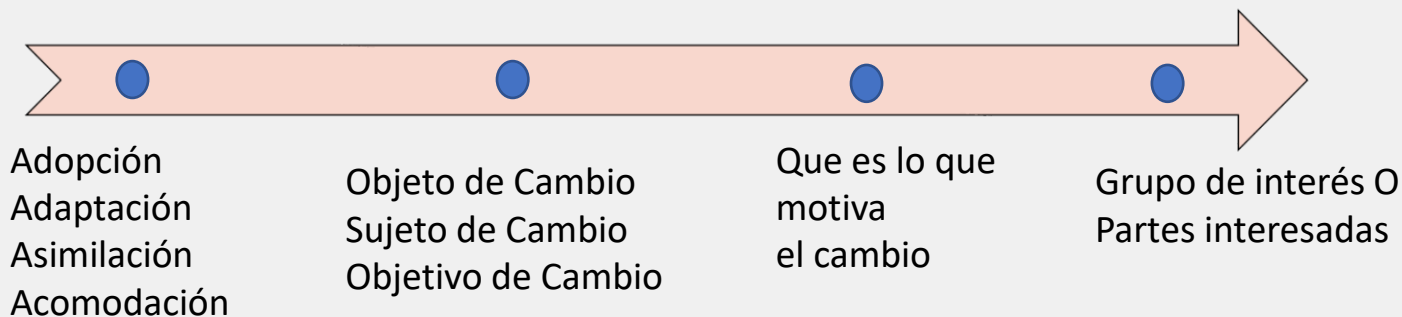 Adopción
Adaptación
Asimilación
Acomodación
Objeto de Cambio
Sujeto de Cambio
Objetivo de Cambio
Que es lo que
motiva
el cambio
Grupo de interés O
Partes interesadas